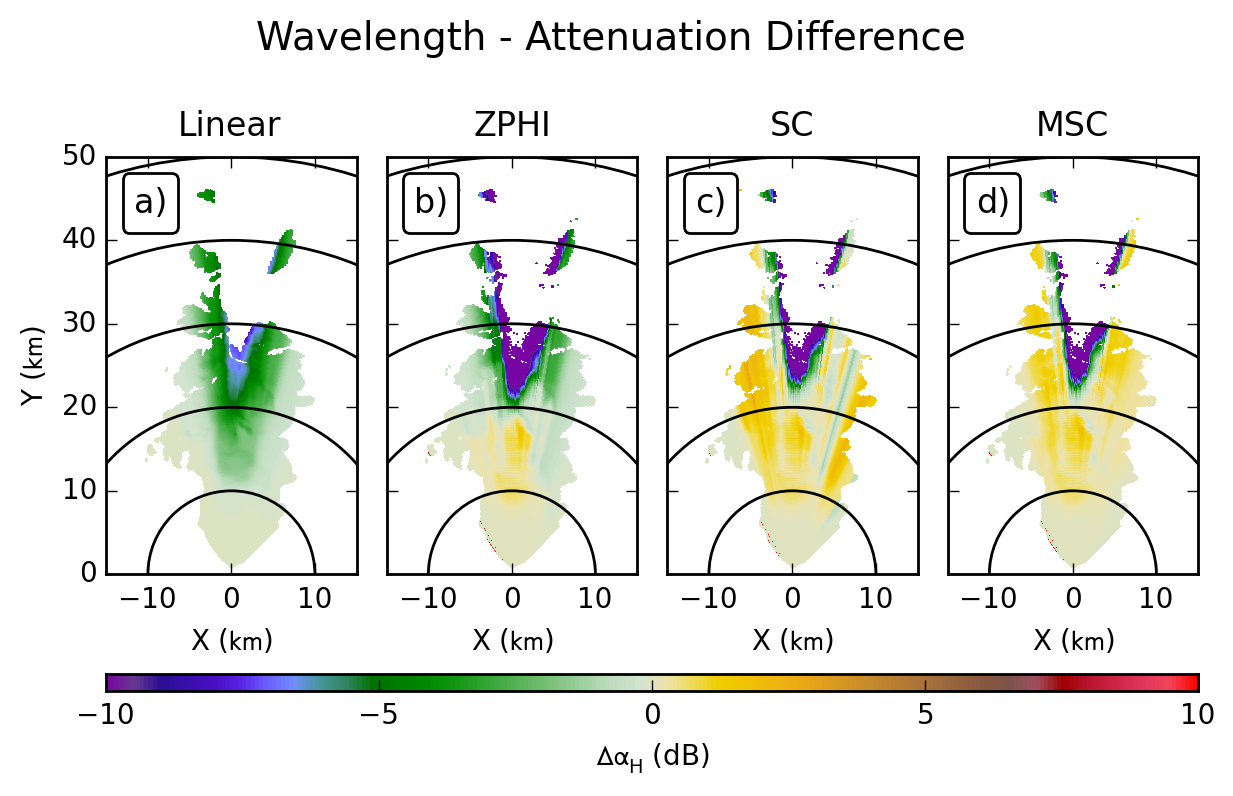 Wavelength - Attenuation Difference
Linear ZPHI SC MSC
a) b) c) d)
50
40
30
20
10
0
Y (km)
−10 0 10 −10 0 10 −10 0 10 −10 0 10
X (km) X (km) X (km) X (km)
−10 −5 0 5 10
ΔαH (dB)